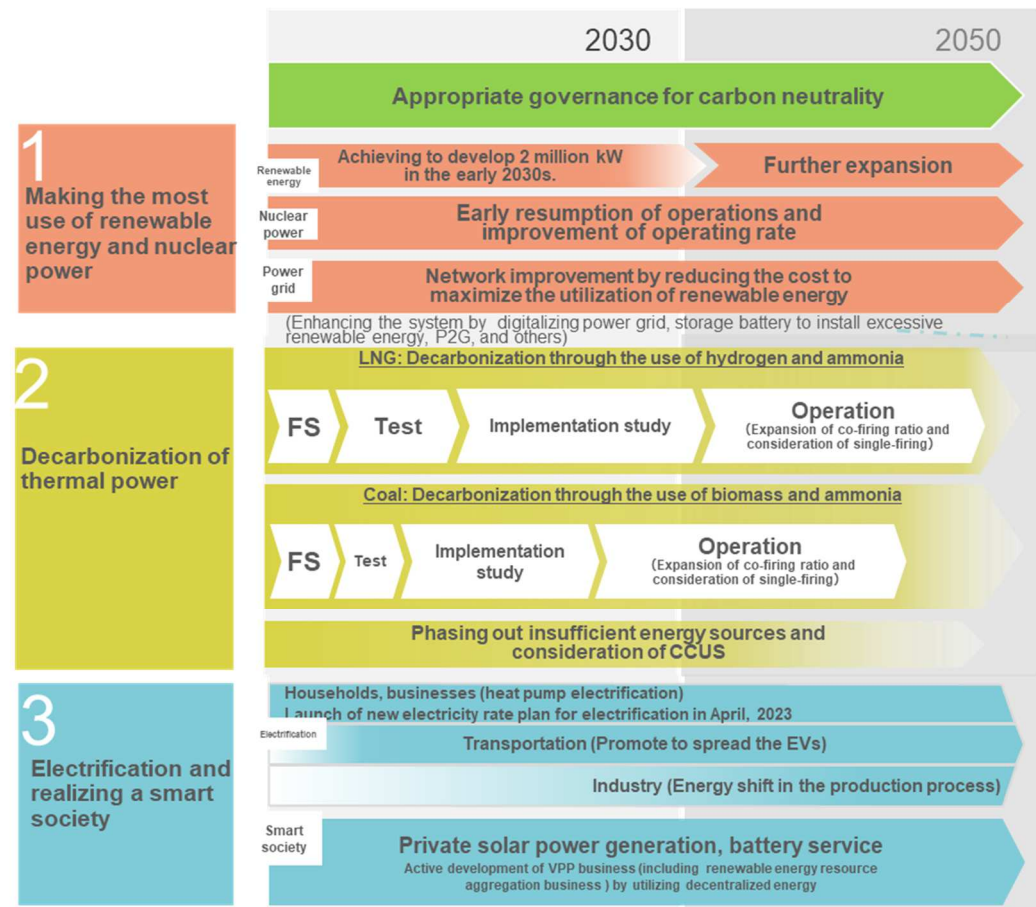 2030
2050
Appropriate governance for carbon neutrality
1
Making the most
use of renewable
energy and nuclear
power
Renewable
energy
Achieving to develop 2 million kW
in the early 2030s.
Further expansion
Nuclear
power
Early resumption of operations and
improvement of operating rate
Power
grid
Network improvement by reducing the cost to
maximize the utilization of renewable energy
(Enhancing the system by digitalizing power grid, storage battery to install excessive
renewable energy, P2G, and others)
2
Decarbonization of
thermal power
LNG: Decarbonization through the use of hydrogen and ammonia
FS
Test
Implementation study
Operation
(Expansion of co-firing ratio and
consideration of single-firing)
Coal: Decarbonization through the use of biomass and ammonia
FS
Test
Implementation
study
Operation
(Expansion of co-firing ratio and
consideration of single-firing)
Phasing out insufficient energy sources and
consideration of CCUS
3
Electrification and
realizing a smart
society
Households, businesses (heat pump electrification)
Launch of new electricity rate plan for electrification in April, 2023
Electrification
Transportation (Promote to spread the EVs)
Industry (Energy shift in the production process)
Smart
society
Private solar power generation, battery service
Active development of VPP business (including renewable energy resource
aggregation business ) by utilizing decentralized energy